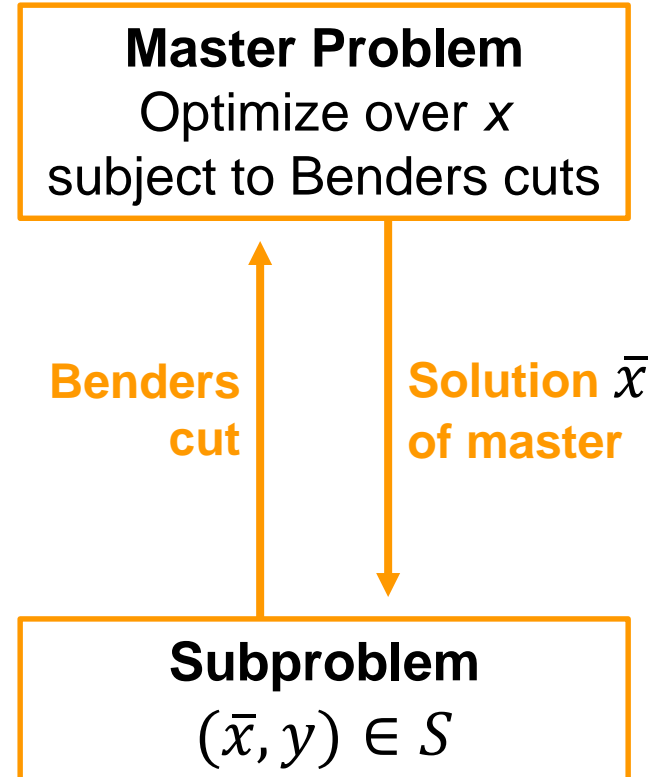 Master Problem
Optimize over x
subject to Benders cuts
Benders
cut
Solution x̄
of master
Subproblem
(x̄, y) ∈ S